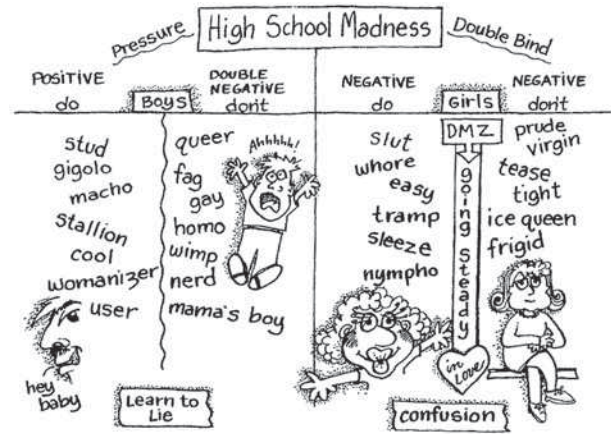 High School Madness
Pressure
Double Bind
POSITIVE
do
Boys
DOUBLE
NEGATIVE
don't
stud
gigolo
macho
stallion
cool
womanizer
user
hey
baby
queer
fag
gay
homo
wimp
nerd
mama's boy
Ahhhhh!
Learn to
Lie
NEGATIVE
do
Girls
NEGATIVE
don't
slut
whore
easy
tramp
sleeze
nympho
DMZ
going steady
in
Love
prude
virgin
tease
tight
ice queen
frigid
confusion